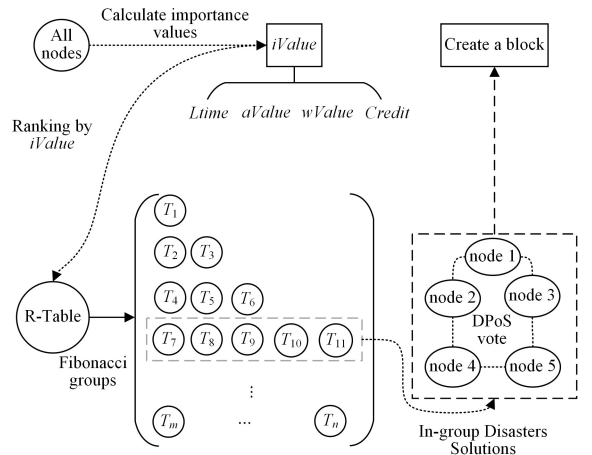 All nodes
Calculate importance values
iValue
Create a block
Ltime aValue wValue Credit
Ranking by iValue
T1
T2 T3
T4 T5 T6
T7 T8 T9 T10 T11
⋮
Tm ... Tn
R-Table
Fibonacci groups
node 1
node 2 node 3
DPoS vote
node 4 node 5
In-group Disasters Solutions